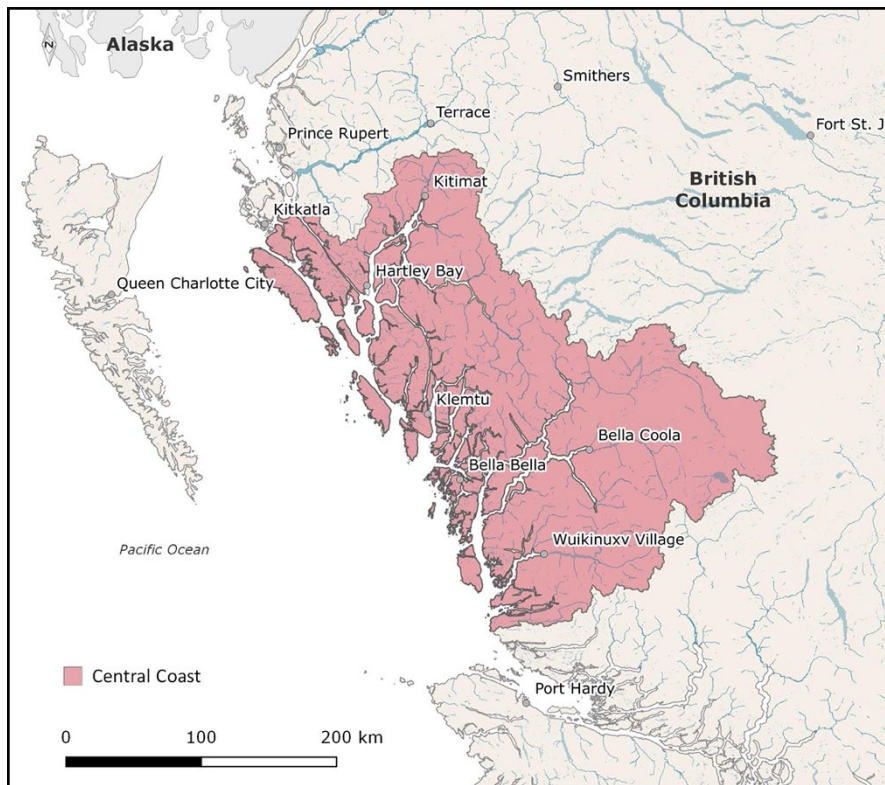 Alaska
N
Smithers
Terrace
Fort St. J
Prince Rupert
British
Columbia
Kitimat
Kitkatla
Hartley Bay
Queen Charlotte City
Klemtu
Bella Coola
Bella Bella
Wuikinuxv Village
Pacific Ocean
Central Coast
Port Hardy
0 100 200 km